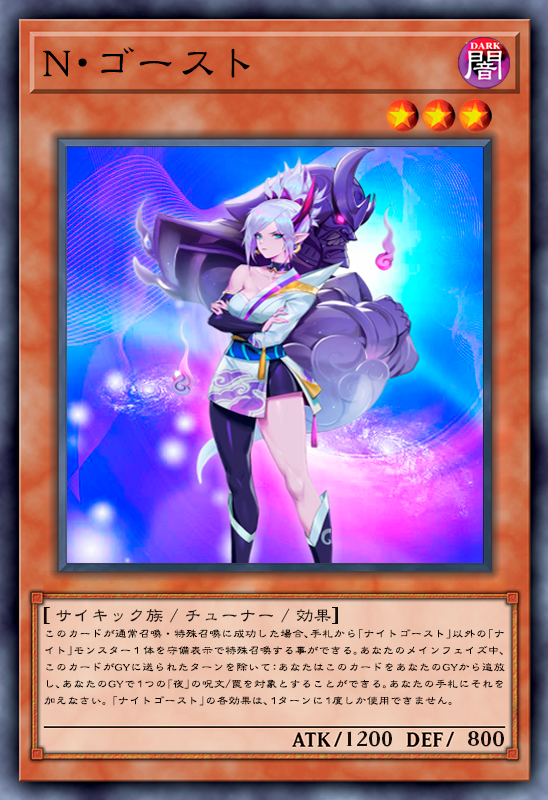 N・ゴースト
DARK
闇
[サイキック族/チューナー/効果]
このカードが通常召喚・特殊召喚に成功した場合、手札から「ナイトゴースト」以外の「ナ
イト」モンスター1体を守備表示で特殊召喚する事ができる。あなたのメインフェイズ中、
このカードがGYに送られたターンを除いて:あなたはこのカードをあなたのGYから追放
し、あなたのGYで1つの「夜」の呪文/罠を対象とすることができる。あなたの手札にそれを
加えなさい。「ナイトゴースト」の各効果は、1ターンに1度しか使用できません。
ATK/1200 DEF/ 800